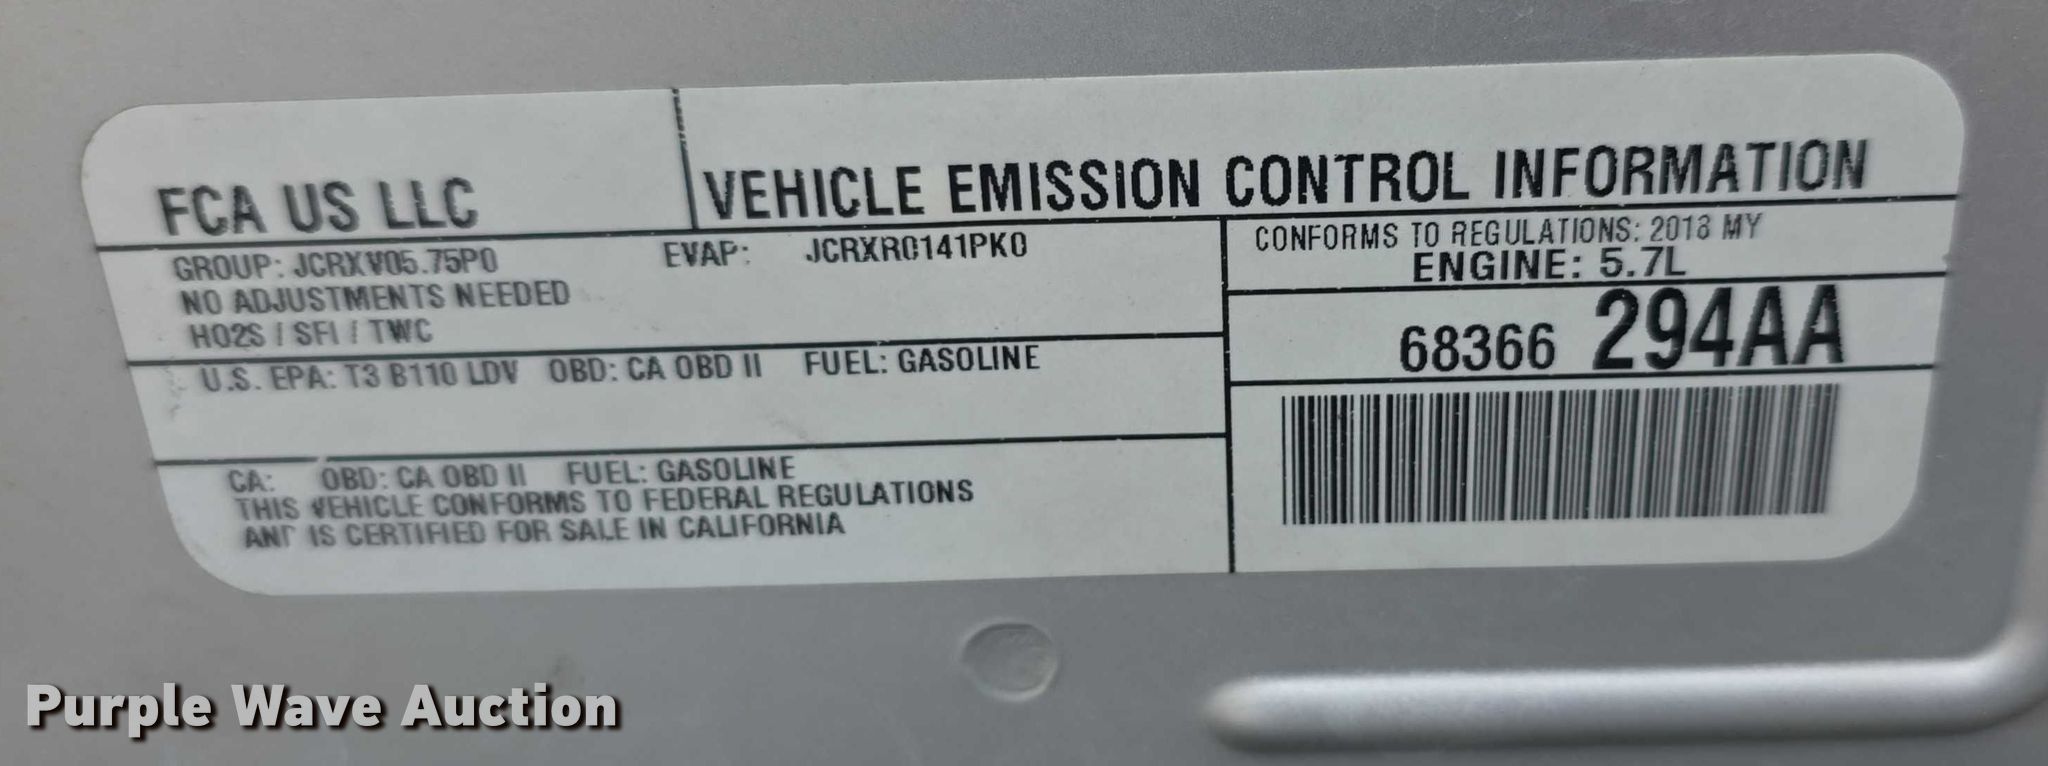 FCA US LLC
VEHICLE EMISSION CONTROL INFORMATION
GROUP: JCRXV05.75P0 EVAP: JCRXR0141PK0
NO ADJUSTMENTS NEEDED
HO2S / SFI / TWC
CONFORMS TO REGULATIONS: 2018 MY
ENGINE: 5.7L
68366 294AA
U.S. EPA: T3 B110 LDV OBD: CA OBD II FUEL: GASOLINE
CA: OBD: CA OBD II FUEL: GASOLINE
THIS VEHICLE CONFORMS TO FEDERAL REGULATIONS
AND IS CERTIFIED FOR SALE IN CALIFORNIA
Purple Wave Auction